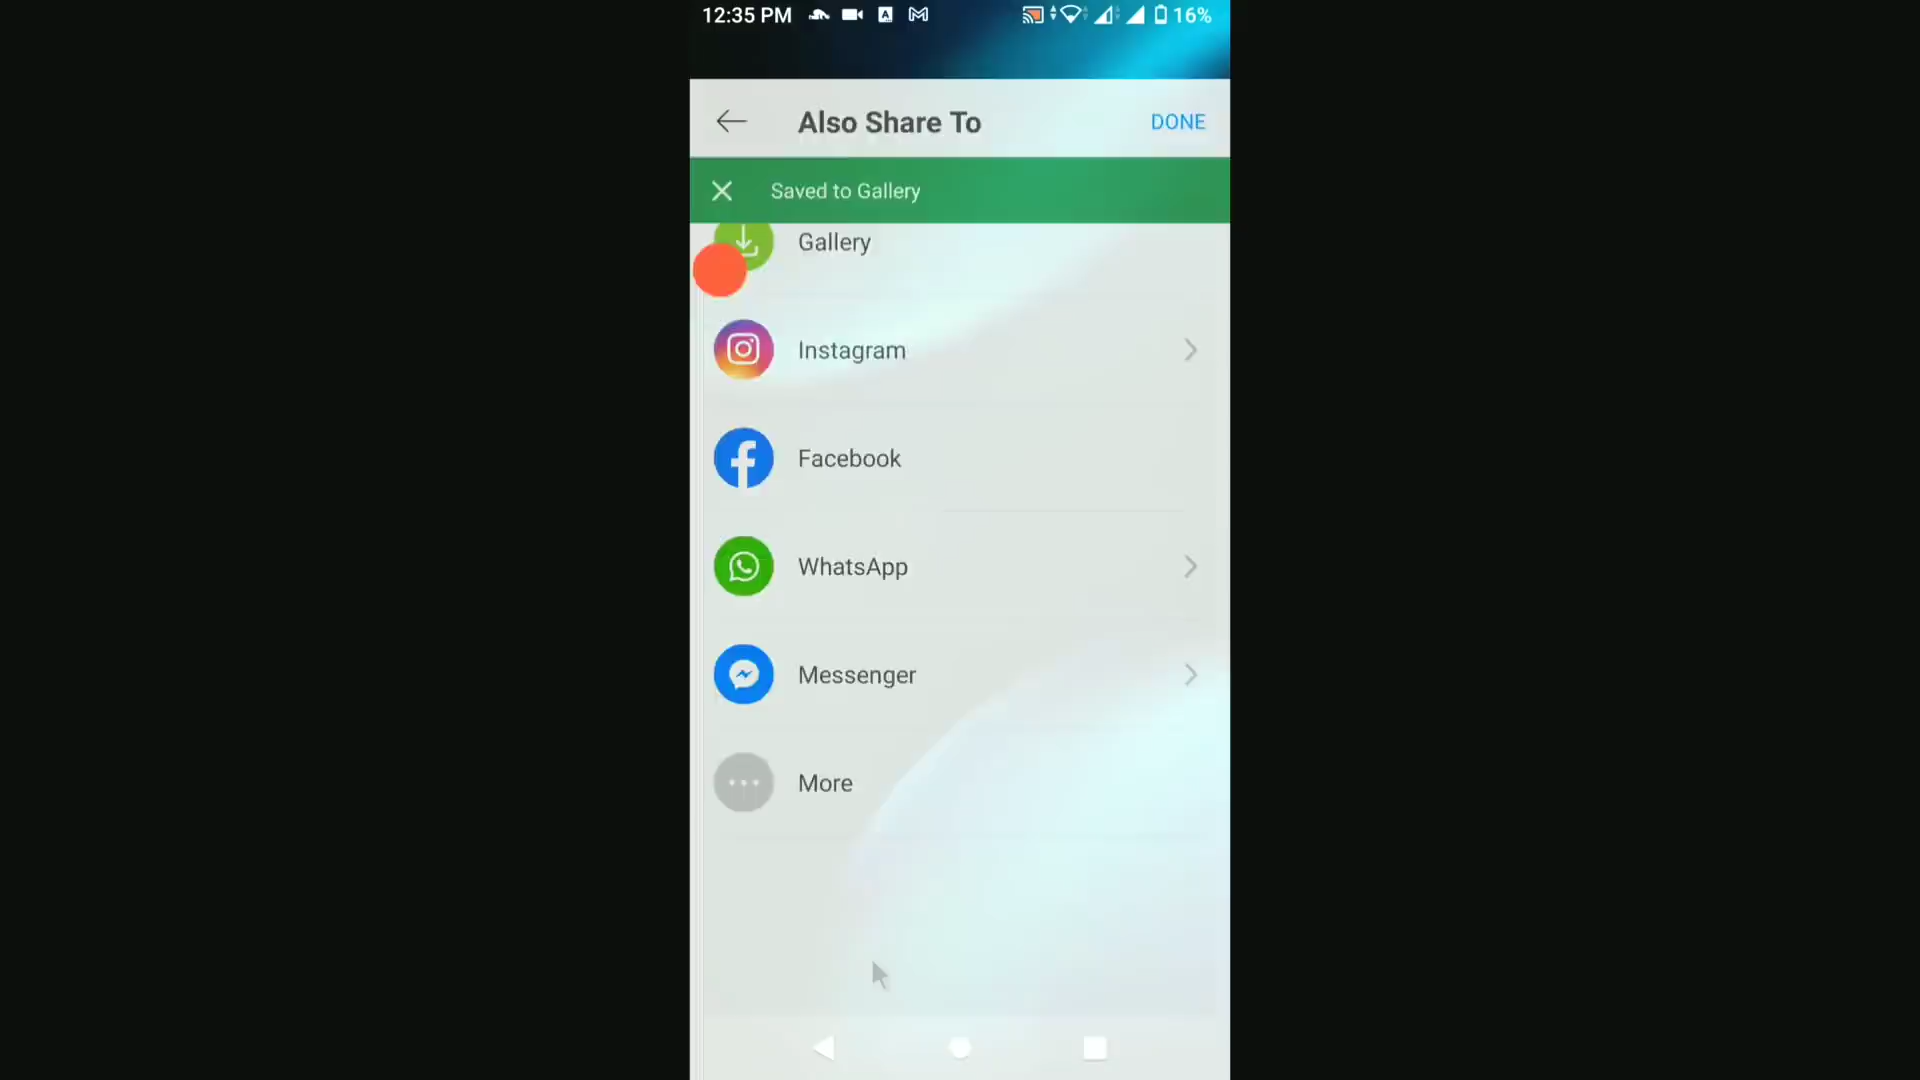 12:35 PM 16%
Also Share To DONE
Saved to Gallery
Gallery
Instagram
Facebook
WhatsApp
Messenger
More